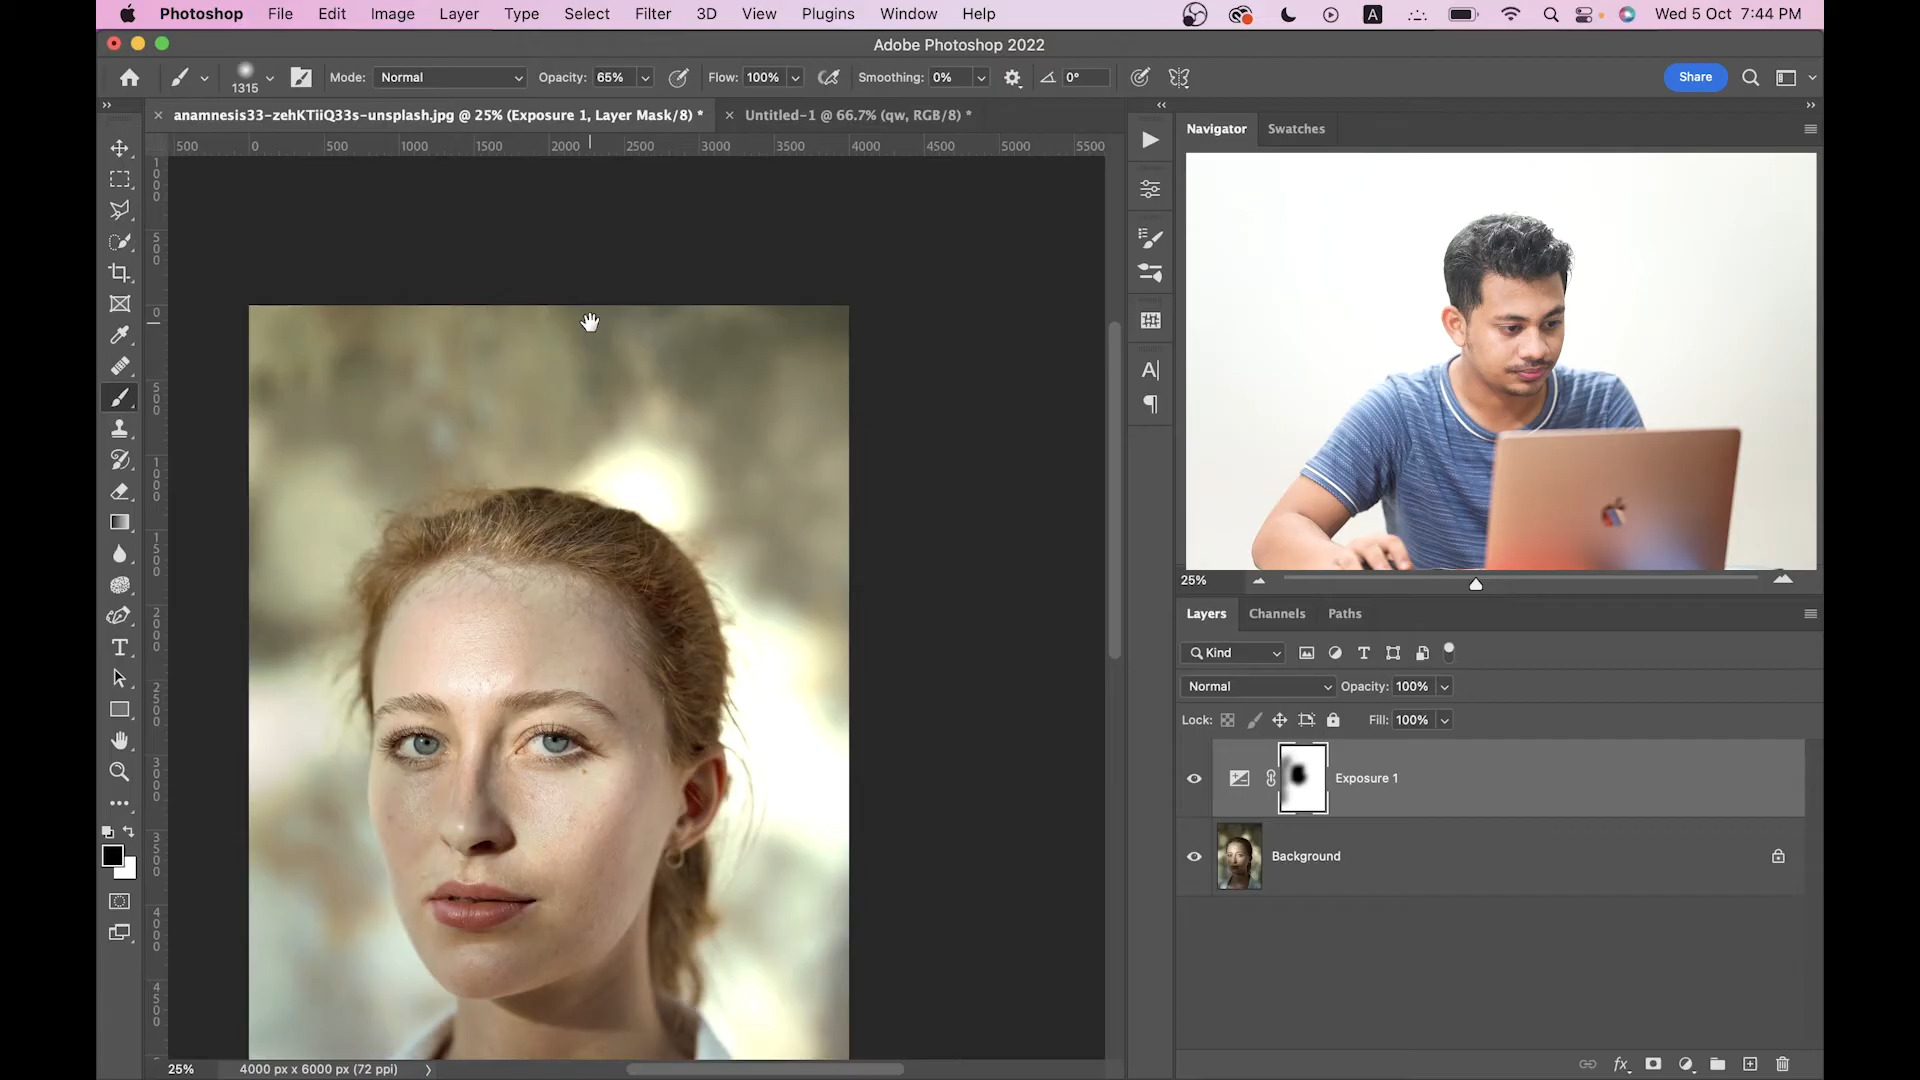 Photoshop File Edit Image Layer Type Select Filter 3D View Plugins Window Help A Wed 5 Oct 7:44 PM
Adobe Photoshop 2022
1315 Mode: Normal Opacity: 65% Flow: 100% Smoothing: 0% 0° Share
anamnesis33-zehKTiiQ33s-unsplash.jpg @ 25% (Exposure 1, Layer Mask/8) * Untitled-1 @ 66.7% (qw, RGB/8) *
Navigator Swatches
500 0 500 1000 1500 2000 2500 3000 3500 4000 4500 5000 5500
1000
500
0
500
1000
1500
2000
2500
3000
3500
4000
4500
25%
Layers Channels Paths
Kind
Normal Opacity: 100%
Lock: Fill: 100%
Exposure 1
Background
fx
25% 4000 px x 6000 px (72 ppi)